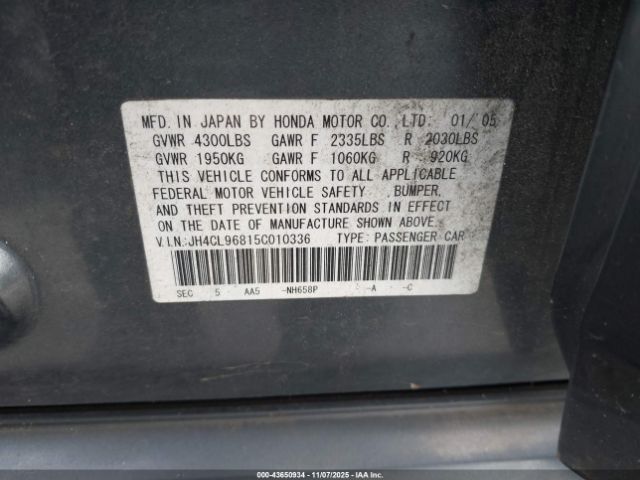 MFD. IN JAPAN BY HONDA MOTOR CO., LTD. 01/ 05
GVWR 4300LBS GAWR F 2335LBS R 2030LBS
GVWR 1950KG GAWR F 1060KG R 920KG
THIS VEHICLE CONFORMS TO ALL APPLICABLE
FEDERAL MOTOR VEHICLE SAFETY , BUMPER,
AND THEFT PREVENTION STANDARDS IN EFFECT
ON THE DATE OF MANUFACTURE SHOWN ABOVE.
V.I.N:JH4CL96815C010336 TYPE: PASSENGER CAR
SEC 5 AA5 -NH658P -A -C
000-43650934 - 11/07/2025 - IAAI.COM